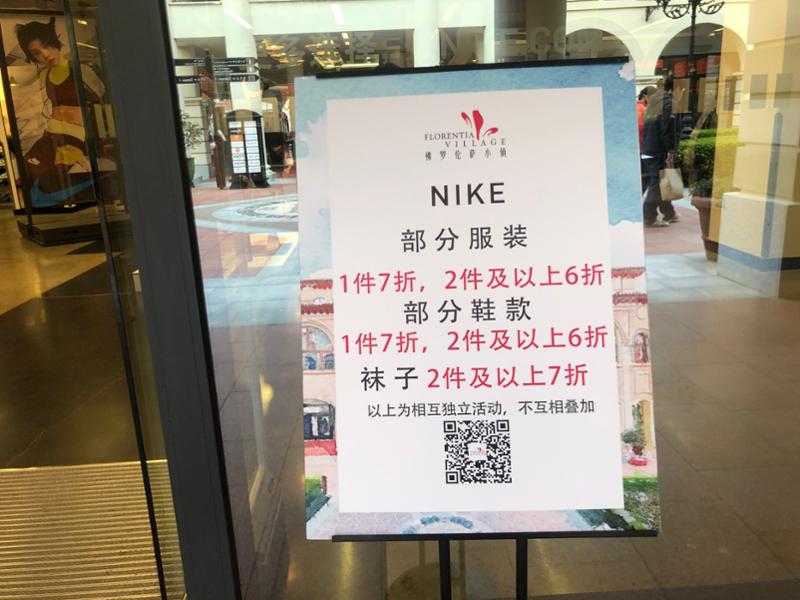 FLORENTIA
VILLAGE
佛罗伦萨小镇
NIKE
部分服装
1件7折，2件及以上6折
部分鞋款
1件7折，2件及以上6折
袜子2件及以上7折
以上为相互独立活动，不互相叠加